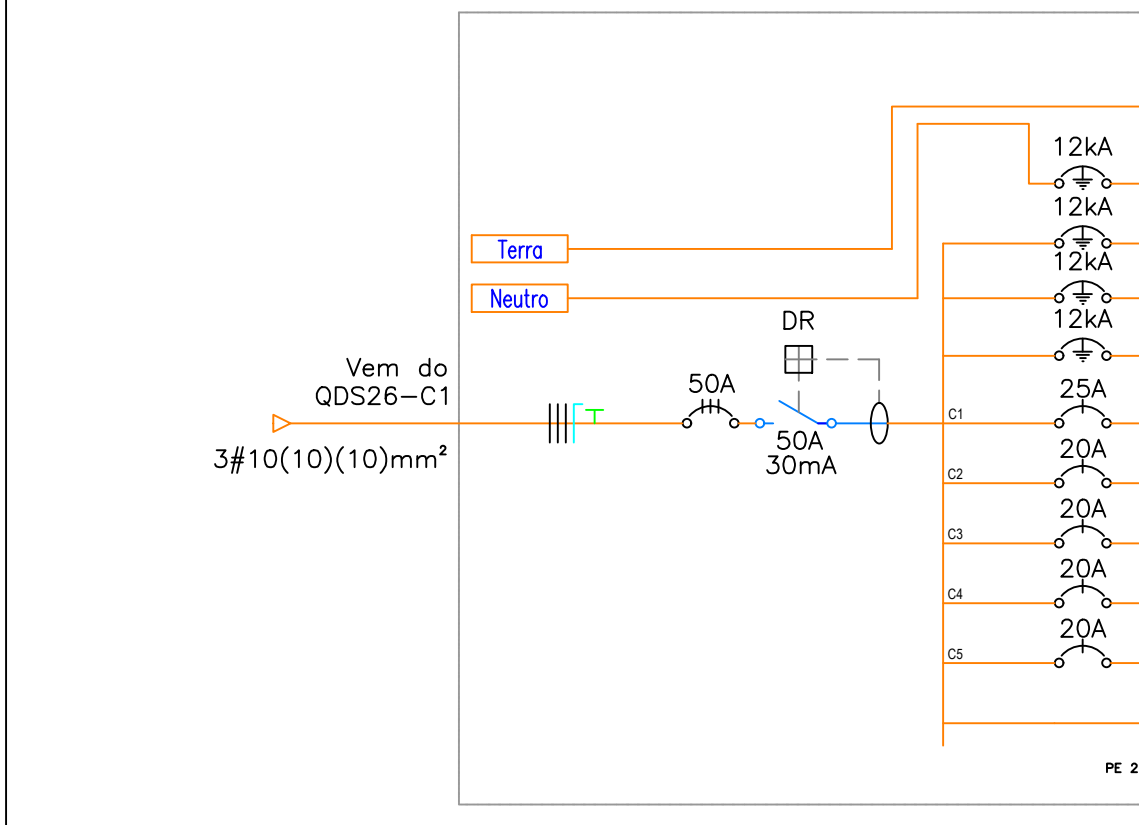 12kA
12kA
Terra
12kA
Neutro
12kA
DR
Vem do
QDS26-C1
50A
25A
C1
50A
30mA
3#10(10)(10)mm²
20A
C2
20A
C3
20A
C4
20A
C5
PE 2